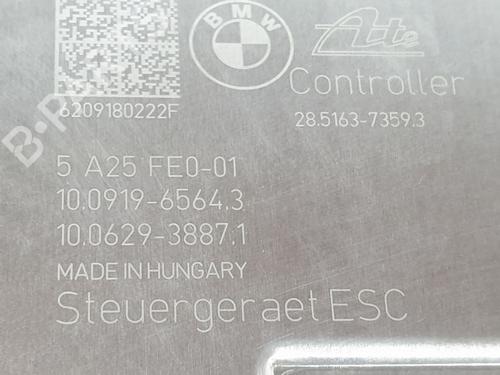 BMW
Ate
Controller
6209180222F
28.5163-7359.3
5 A25 FE0-01
10.0919-6564.3
10.0629-3887.1
MADE IN HUNGARY
Steuergeraet ESC
B-PARTS